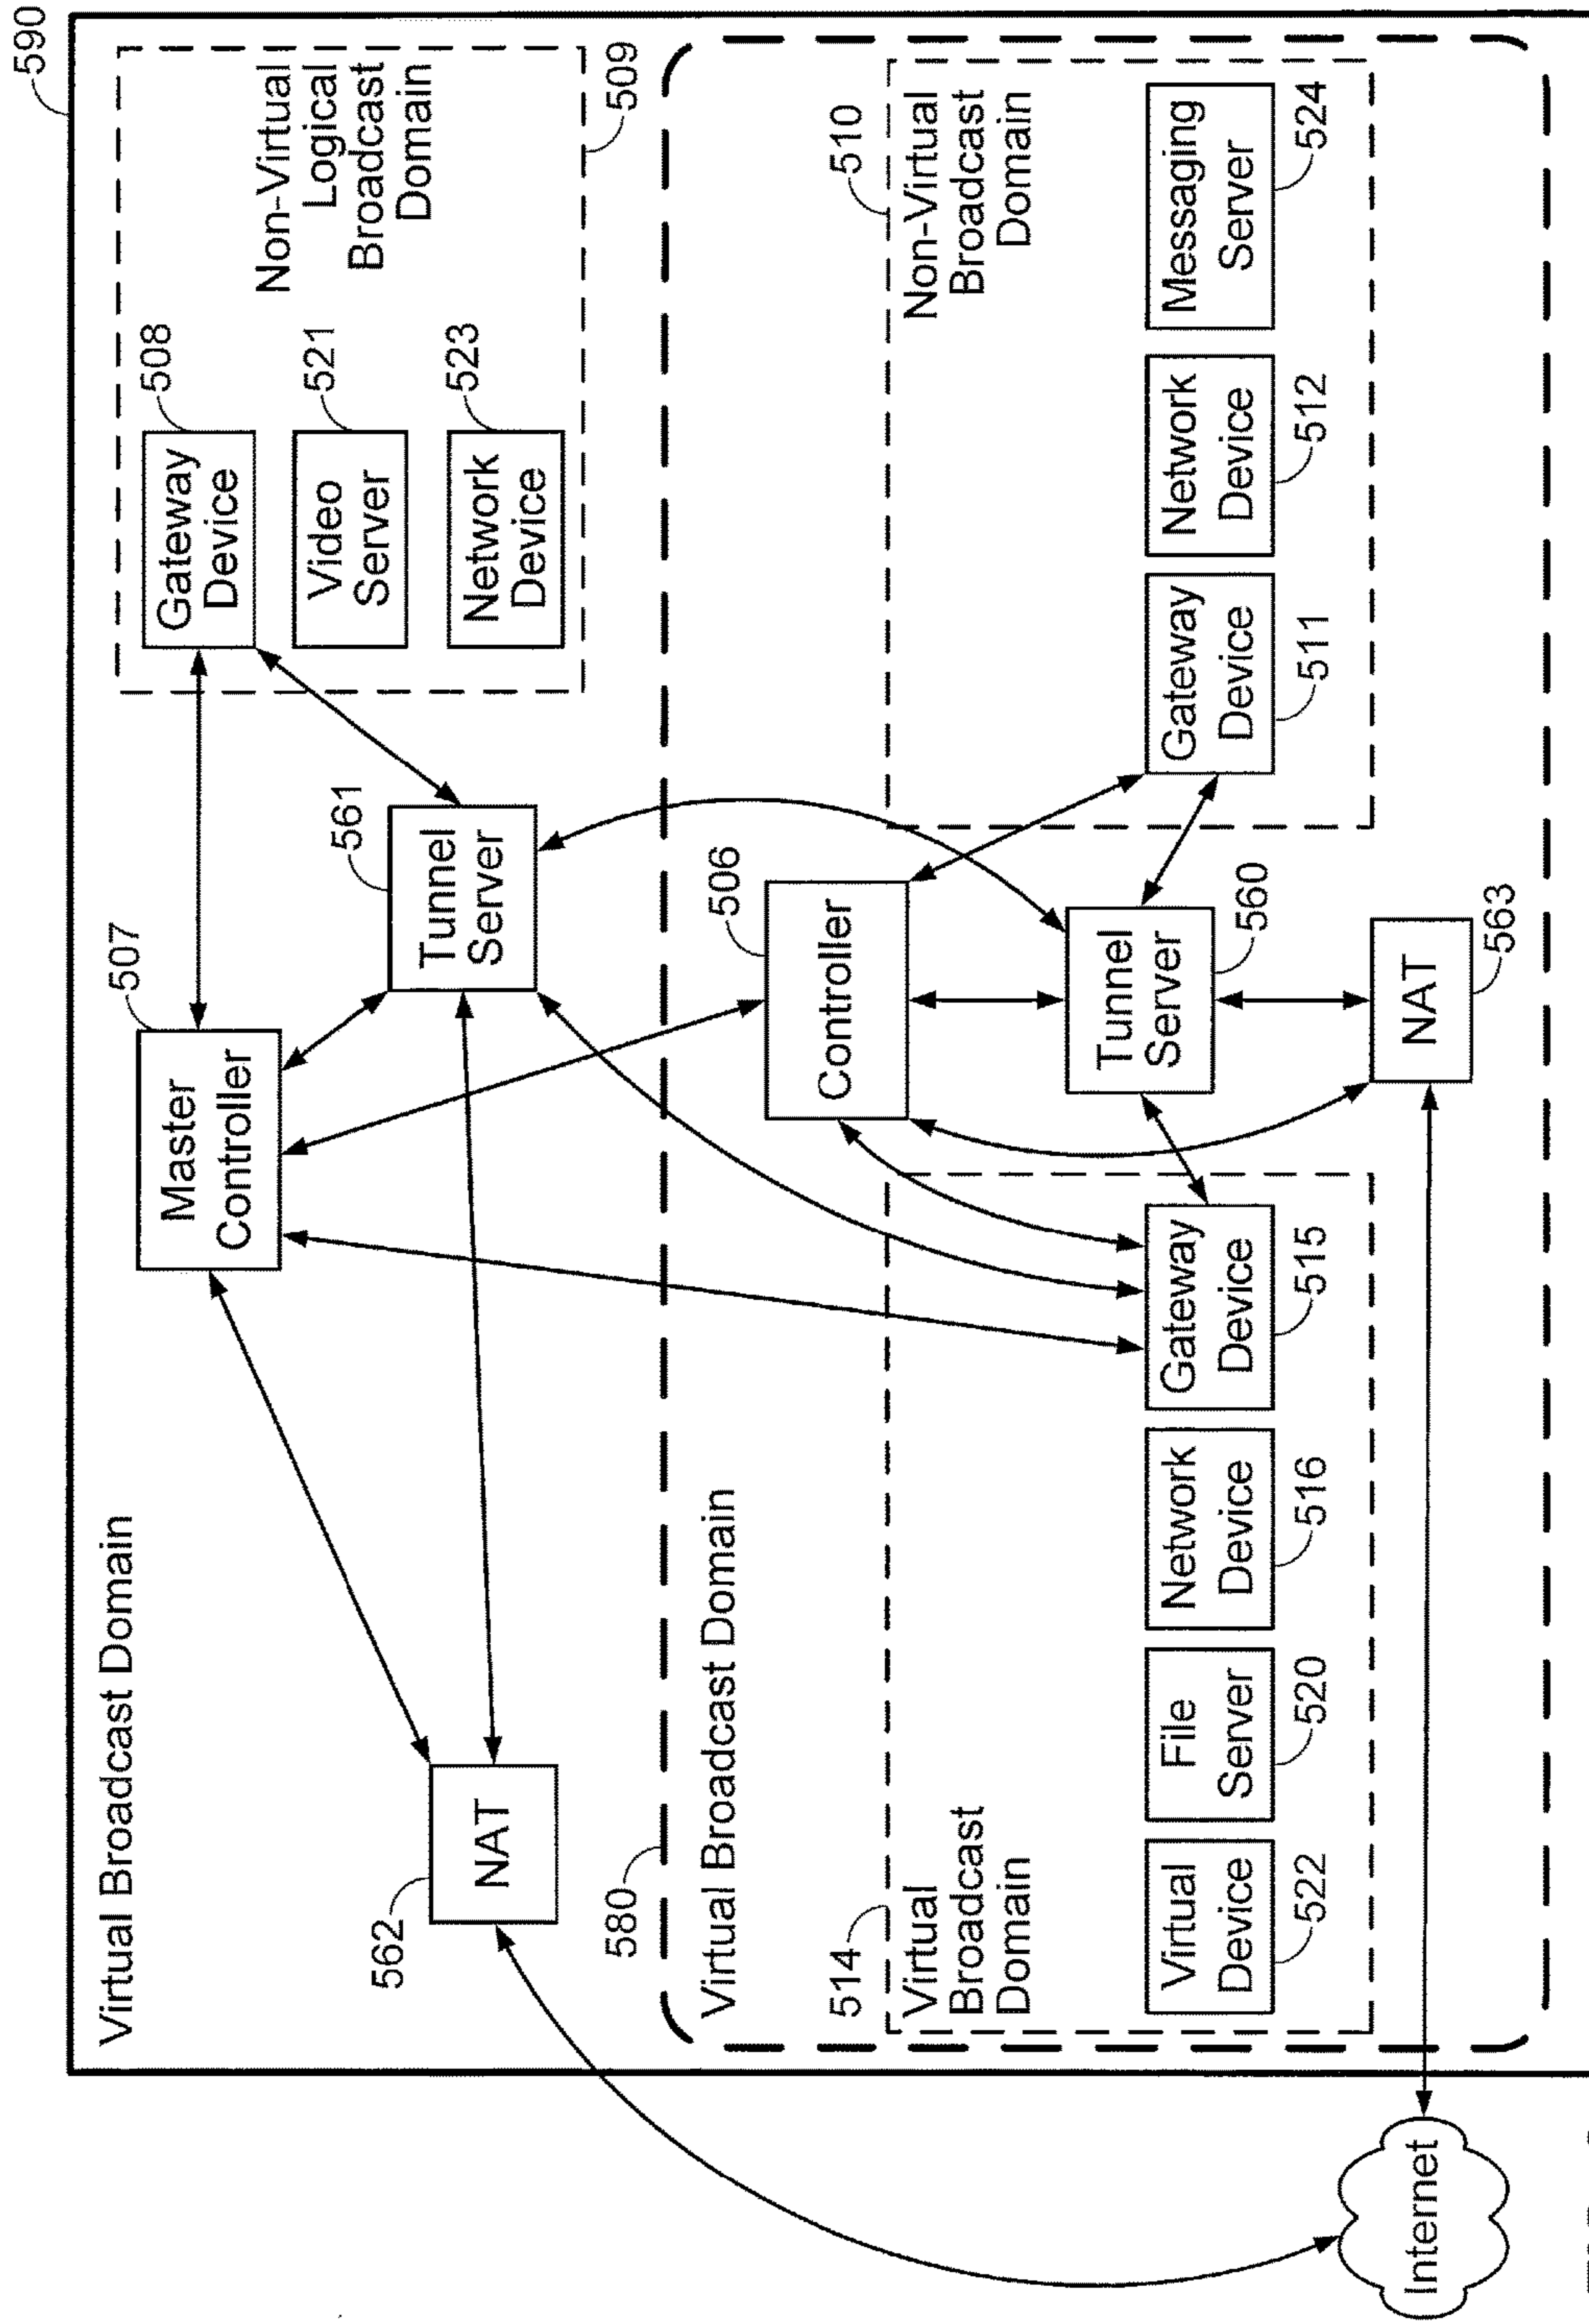 590
Virtual Broadcast Domain
507
Master
Controller
508
Gateway
Device
Non-Virtual
Logical
Broadcast
Domain
521
Video
Server
561
Tunnel
Server
523
Network
Device
509
562
NAT
580
Virtual Broadcast Domain
506
Controller
514
Virtual
Broadcast
Domain
510
Non-Virtual
Broadcast
Domain
Virtual
Device
522
File
Server
520
Network
Device
516
Gateway
Device
515
Tunnel
Server
560
Gateway
Device
511
Network
Device
512
Messaging
Server
524
NAT
563
Internet